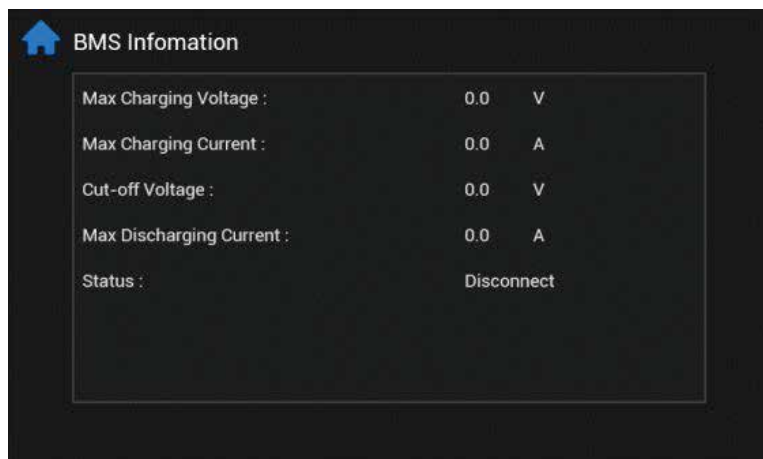 BMS Infomation
Max Charging Voltage : 0.0 V
Max Charging Current : 0.0 A
Cut-off Voltage : 0.0 V
Max Discharging Current : 0.0 A
Status : Disconnect